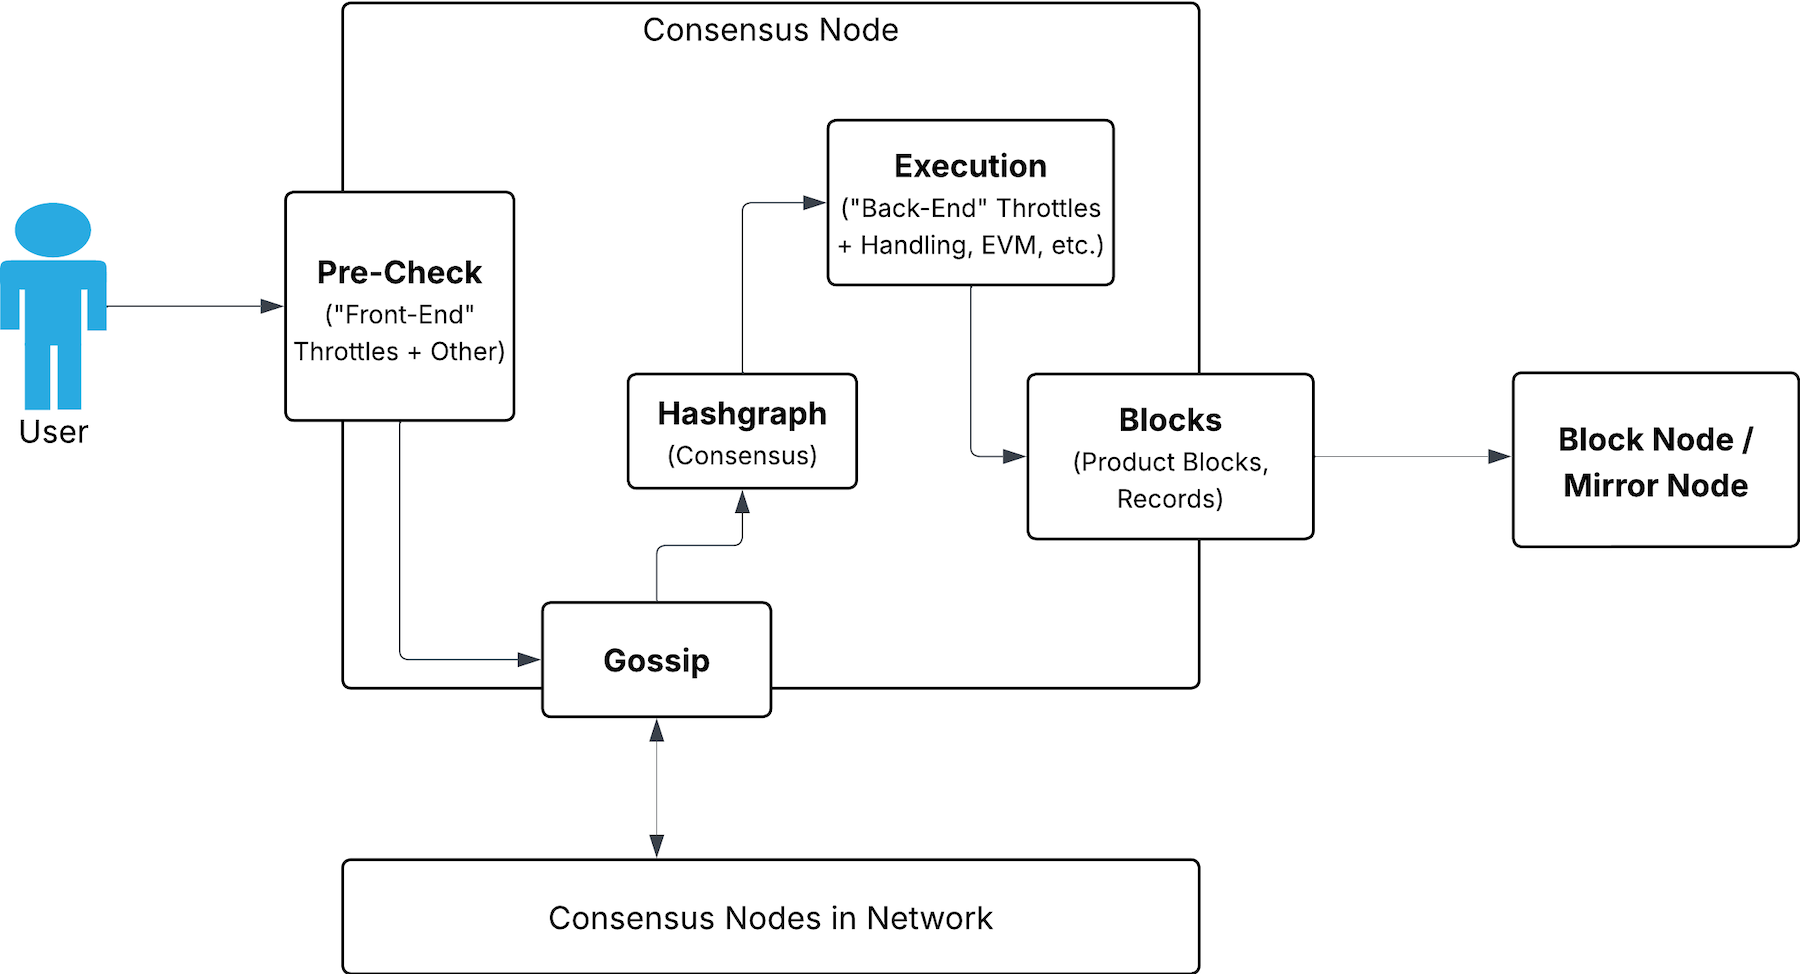 Consensus Node
Execution
("Back-End" Throttles
+ Handling, EVM, etc.)
Pre-Check
("Front-End"
Throttles + Other)
User
Hashgraph
(Consensus)
Blocks
(Product Blocks,
Records)
Block Node /
Mirror Node
Gossip
Consensus Nodes in Network